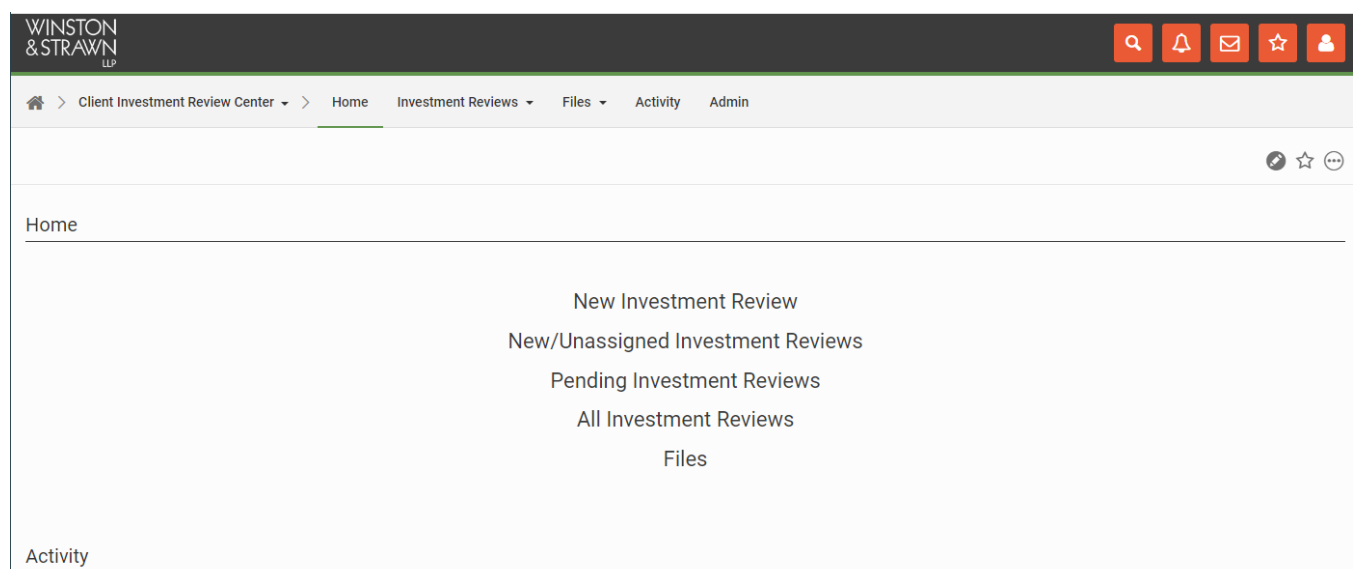 WINSTON
& STRAWN
LLP
Client Investment Review Center
Home
Investment Reviews
Files
Activity
Admin
Home
New Investment Review
New/Unassigned Investment Reviews
Pending Investment Reviews
All Investment Reviews
Files
Activity